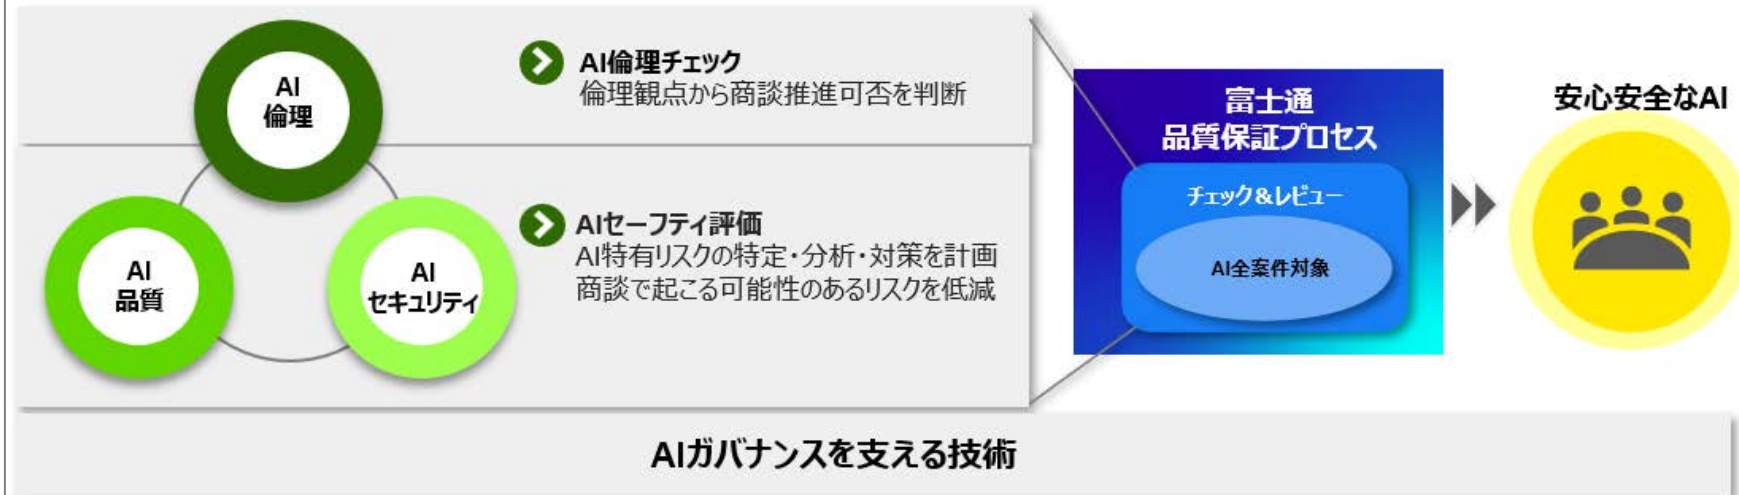 AI
倫理
AI
品質
AI
セキュリティ
AI倫理チェック
倫理観点から商談推進可否を判断
AIセーフティ評価
AI特有リスクの特定・分析・対策を計画
商談で起こる可能性のあるリスクを低減
富士通
品質保証プロセス
チェック&レビュー
AI全案件対象
安心安全なAI
AIガバナンスを支える技術